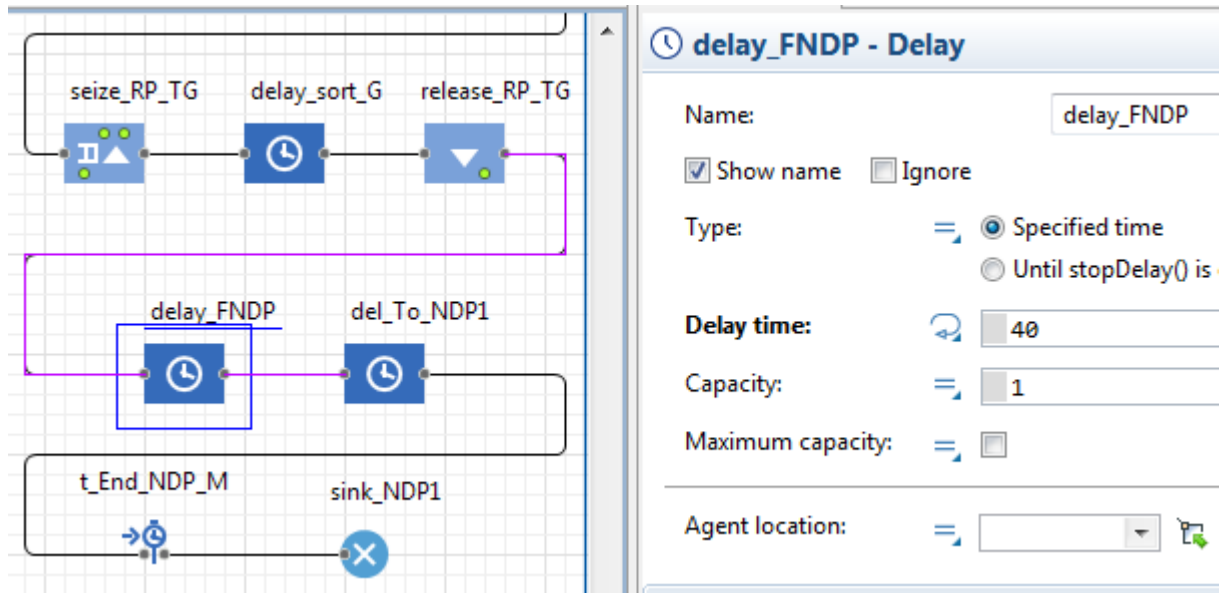 seize_RP_TG delay_sort_G release_RP_TG
delay_FNDP del_To_NDP1
t_End_NDP_M sink_NDP1
delay_FNDP - Delay
Name: delay_FNDP
Show name Ignore
Type: Specified time
Until stopDelay() is
Delay time: 40
Capacity: 1
Maximum capacity:
Agent location: